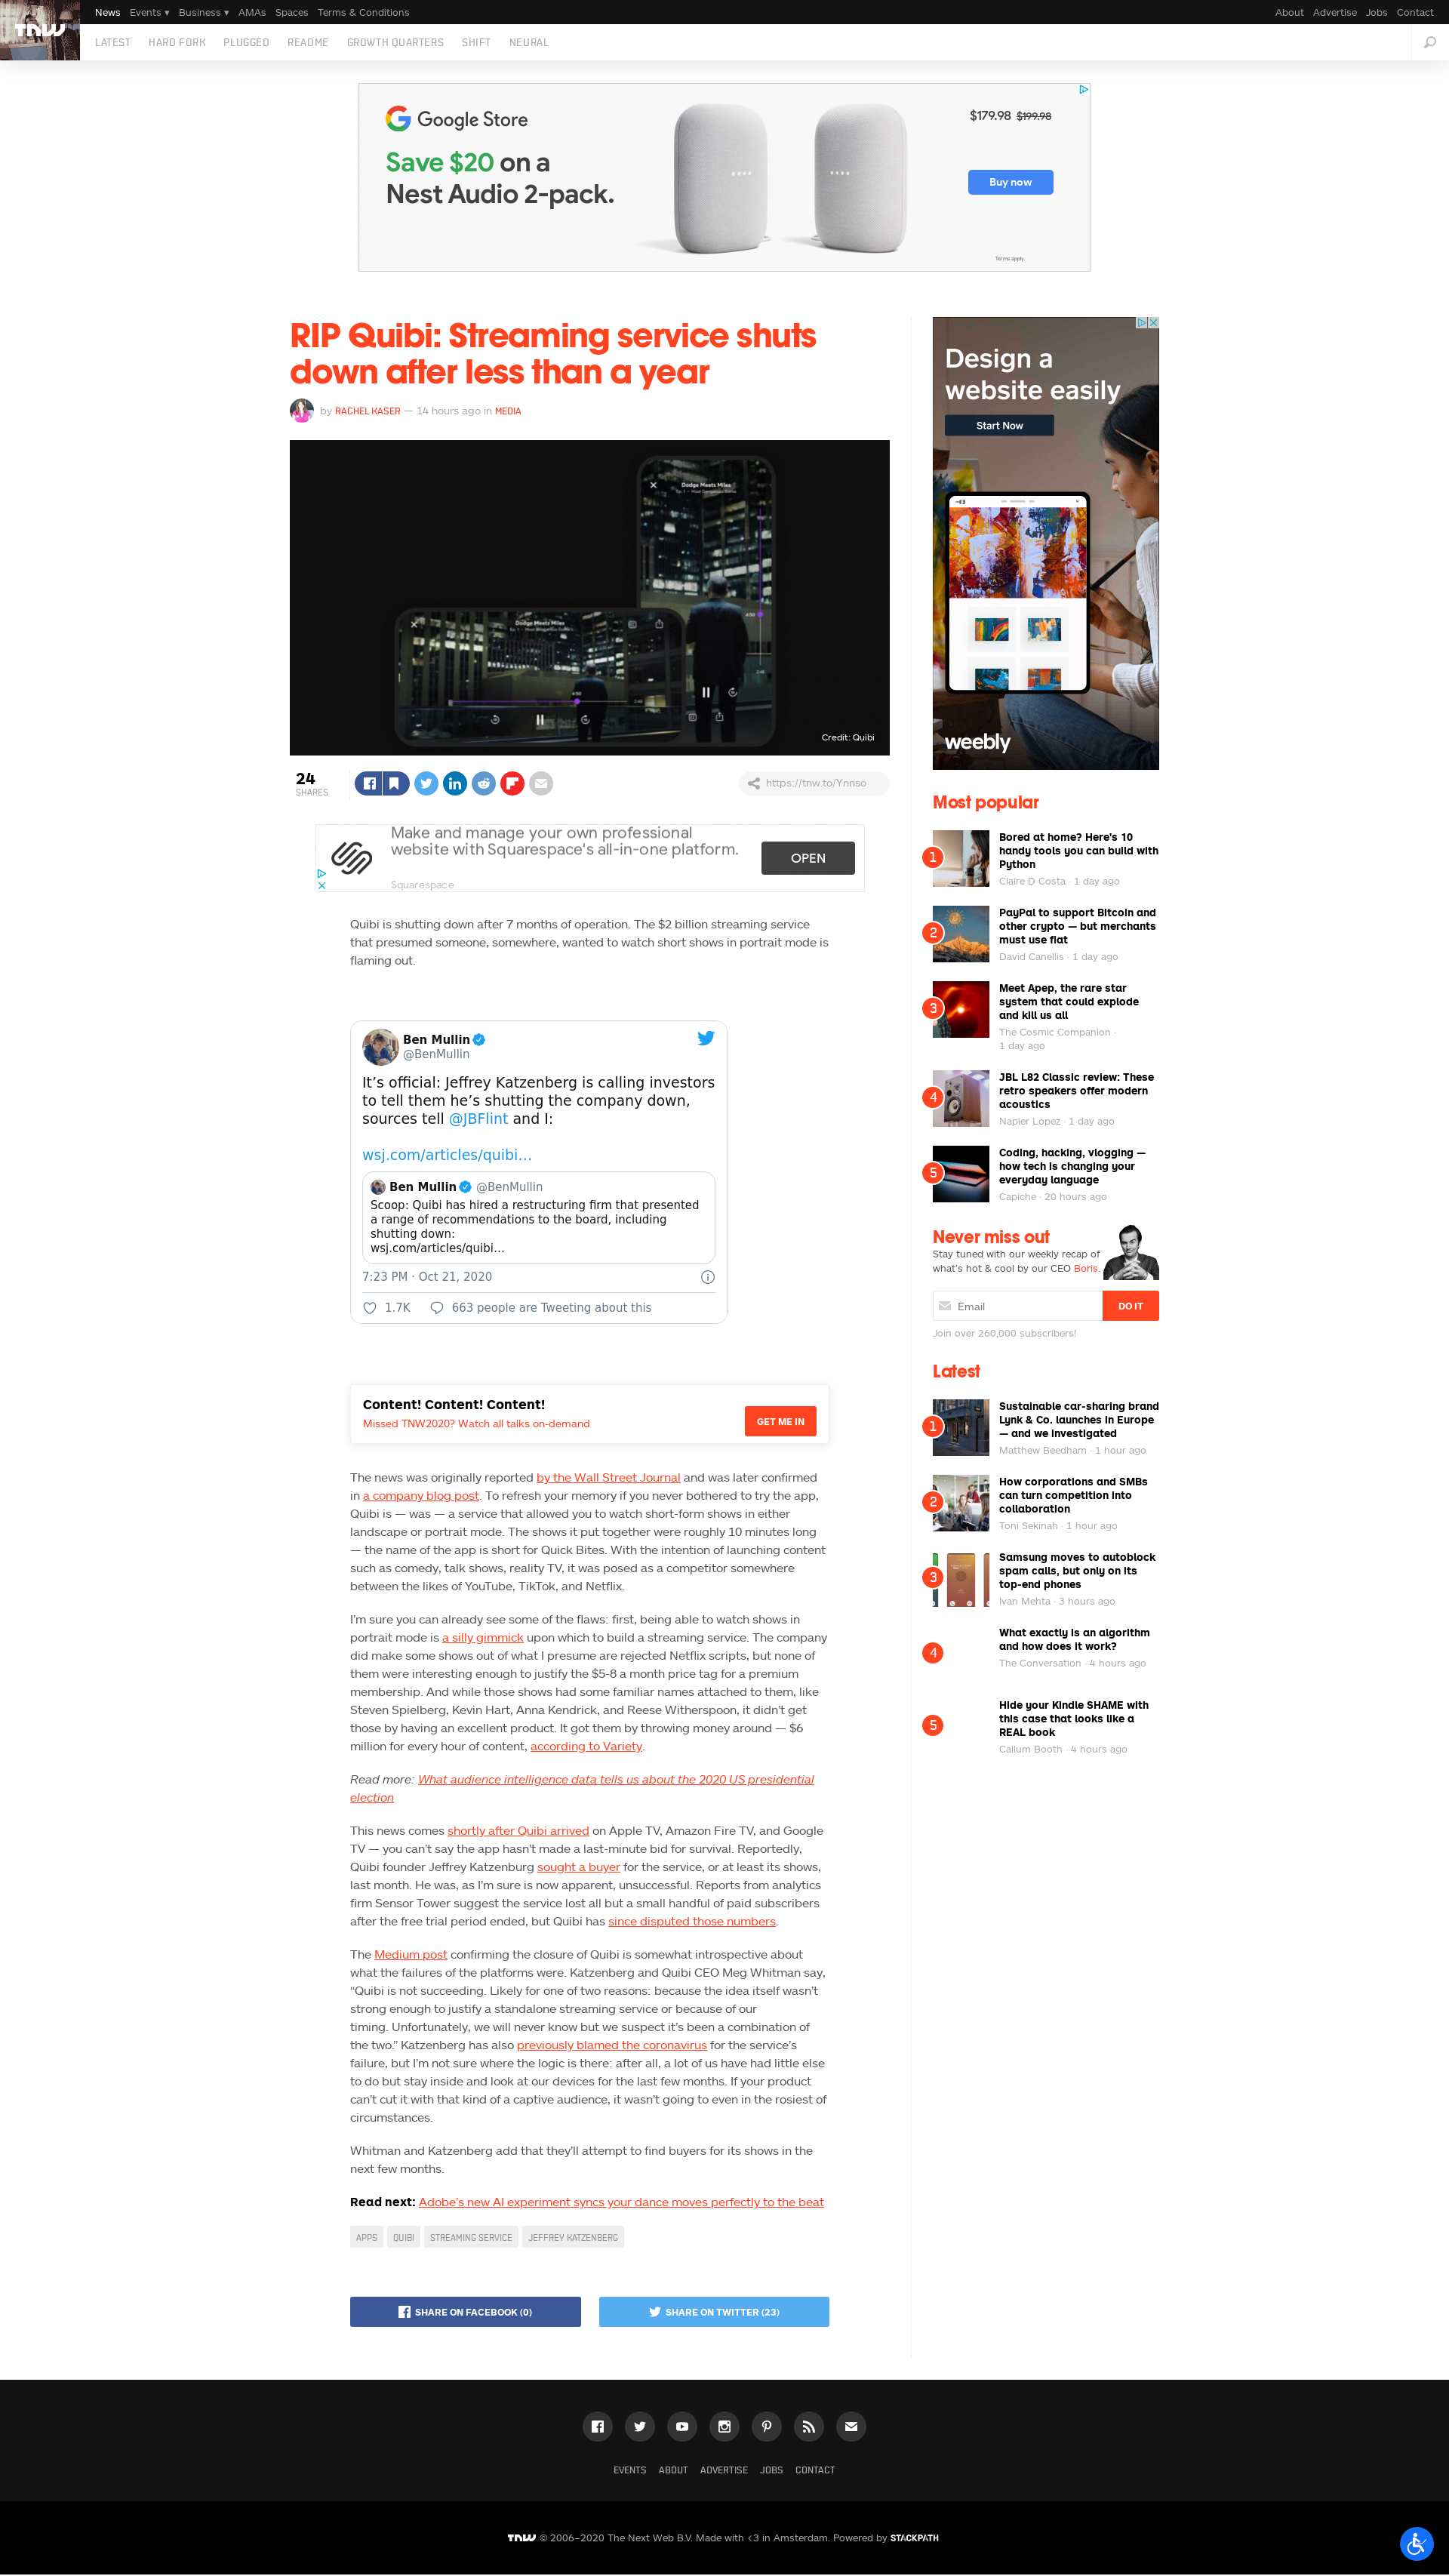 TNW
News Events ▾ Business ▾ AMAs Spaces Terms & Conditions
About Advertise Jobs Contact
LATEST HARD FORK PLUGGED README GROWTH QUARTERS SHIFT NEURAL
Google Store
Save $20 on a
Nest Audio 2-pack.
$179.98 $199.98
Buy now
Terms apply.
RIP Quibi: Streaming service shuts
down after less than a year
by RACHEL KASER — 14 hours ago in MEDIA
Dodge Meets Miles
Dodge Meets Miles
Credit: Quibi
24
SHARES
https://tnw.to/Ynnso
Make and manage your own professional
website with Squarespace's all-in-one platform.
Squarespace
OPEN
Quibi is shutting down after 7 months of operation. The $2 billion streaming service
that presumed someone, somewhere, wanted to watch short shows in portrait mode is
flaming out.
Ben Mullin
@BenMullin
It’s official: Jeffrey Katzenberg is calling investors
to tell them he’s shutting the company down,
sources tell @JBFlint and I:
wsj.com/articles/quibi…
Ben Mullin @BenMullin
Scoop: Quibi has hired a restructuring firm that presented
a range of recommendations to the board, including
shutting down:
wsj.com/articles/quibi…
7:23 PM · Oct 21, 2020
1.7K 663 people are Tweeting about this
Content! Content! Content!
Missed TNW2020? Watch all talks on-demand
GET ME IN
The news was originally reported by the Wall Street Journal and was later confirmed
in a company blog post. To refresh your memory if you never bothered to try the app,
Quibi is — was — a service that allowed you to watch short-form shows in either
landscape or portrait mode. The shows it put together were roughly 10 minutes long
— the name of the app is short for Quick Bites. With the intention of launching content
such as comedy, talk shows, reality TV, it was posed as a competitor somewhere
between the likes of YouTube, TikTok, and Netflix.
I’m sure you can already see some of the flaws: first, being able to watch shows in
portrait mode is a silly gimmick upon which to build a streaming service. The company
did make some shows out of what I presume are rejected Netflix scripts, but none of
them were interesting enough to justify the $5-8 a month price tag for a premium
membership. And while those shows had some familiar names attached to them, like
Steven Spielberg, Kevin Hart, Anna Kendrick, and Reese Witherspoon, it didn’t get
those by having an excellent product. It got them by throwing money around — $6
million for every hour of content, according to Variety.
Read more: What audience intelligence data tells us about the 2020 US presidential
election
This news comes shortly after Quibi arrived on Apple TV, Amazon Fire TV, and Google
TV — you can’t say the app hasn’t made a last-minute bid for survival. Reportedly,
Quibi founder Jeffrey Katzenburg sought a buyer for the service, or at least its shows,
last month. He was, as I’m sure is now apparent, unsuccessful. Reports from analytics
firm Sensor Tower suggest the service lost all but a small handful of paid subscribers
after the free trial period ended, but Quibi has since disputed those numbers.
The Medium post confirming the closure of Quibi is somewhat introspective about
what the failures of the platforms were. Katzenberg and Quibi CEO Meg Whitman say,
“Quibi is not succeeding. Likely for one of two reasons: because the idea itself wasn’t
strong enough to justify a standalone streaming service or because of our
timing. Unfortunately, we will never know but we suspect it’s been a combination of
the two.” Katzenberg has also previously blamed the coronavirus for the service’s
failure, but I’m not sure where the logic is there: after all, a lot of us have had little else
to do but stay inside and look at our devices for the last few months. If your product
can’t cut it with that kind of a captive audience, it wasn’t going to even in the rosiest of
circumstances.
Whitman and Katzenberg add that they’ll attempt to find buyers for its shows in the
next few months.
Read next: Adobe’s new AI experiment syncs your dance moves perfectly to the beat
APPS QUIBI STREAMING SERVICE JEFFREY KATZENBERG
SHARE ON FACEBOOK (0)
SHARE ON TWITTER (23)
Design a
website easily
Start Now
weebly
Most popular
1
Bored at home? Here’s 10
handy tools you can build with
Python
Claire D Costa · 1 day ago
2
PayPal to support Bitcoin and
other crypto — but merchants
must use fiat
David Canellis · 1 day ago
3
Meet Apep, the rare star
system that could explode
and kill us all
The Cosmic Companion ·
1 day ago
4
JBL L82 Classic review: These
retro speakers offer modern
acoustics
Napier Lopez · 1 day ago
5
Coding, hacking, vlogging —
how tech is changing your
everyday language
Capiche · 20 hours ago
Never miss out
Stay tuned with our weekly recap of
what’s hot & cool by our CEO Boris.
Email
DO IT
Join over 260,000 subscribers!
Latest
1
Sustainable car-sharing brand
Lynk & Co. launches in Europe
— and we investigated
Matthew Beedham · 1 hour ago
2
How corporations and SMBs
can turn competition into
collaboration
Toni Sekinah · 1 hour ago
3
Samsung moves to autoblock
spam calls, but only on its
top-end phones
Ivan Mehta · 3 hours ago
4
What exactly is an algorithm
and how does it work?
The Conversation · 4 hours ago
5
Hide your Kindle SHAME with
this case that looks like a
REAL book
Callum Booth · 4 hours ago
EVENTS ABOUT ADVERTISE JOBS CONTACT
TNW © 2006–2020 The Next Web B.V. Made with <3 in Amsterdam. Powered by STACKPATH